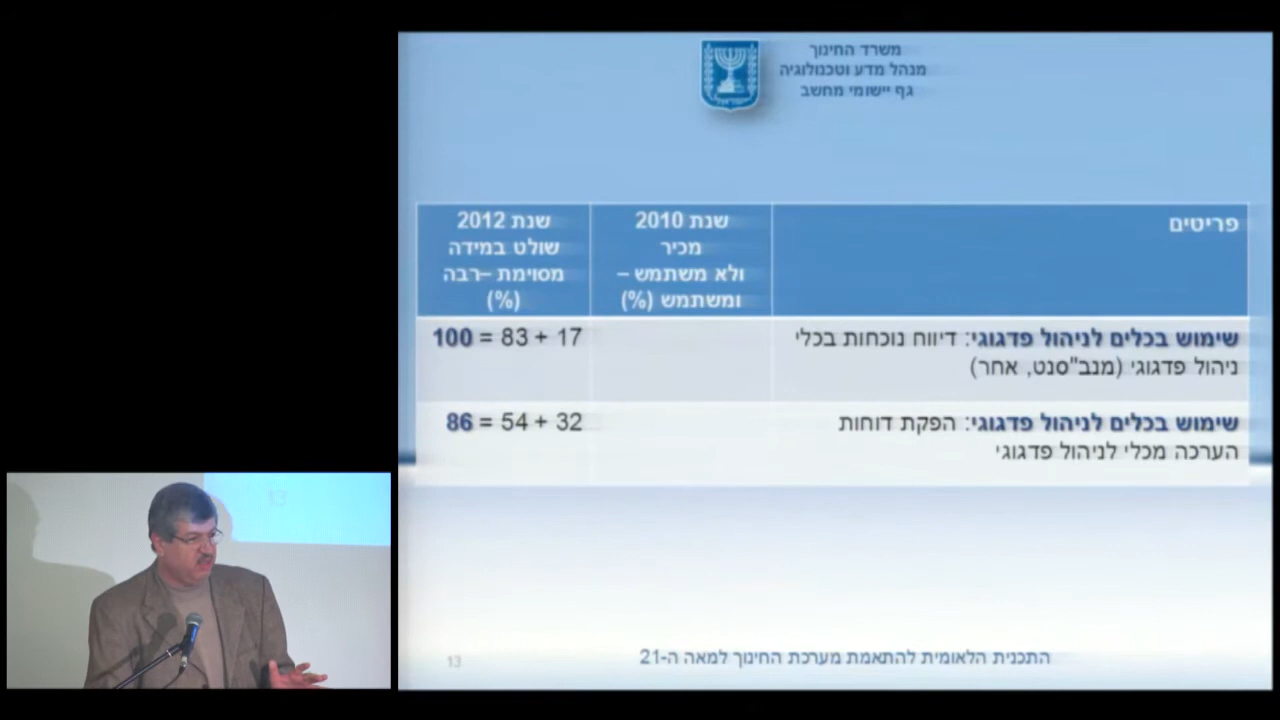 משרד החינוך
מנהל מדע וטכנולוגיה
גף יישומי מחשב
פריטים
שנת 2010
מכיר
ולא משתמש –
ומשתמש (%)
שנת 2012
שולט במידה
מסוימת –רבה
(%)
שימוש בכלים לניהול פדגוגי: דיווח נוכחות בכלי
ניהול פדגוגי (מנב"סנט, אחר)
100 = 83 + 17
שימוש בכלים לניהול פדגוגי: הפקת דוחות
הערכה מכלי לניהול פדגוגי
86 = 54 + 32
התכנית הלאומית להתאמת מערכת החינוך למאה ה-21
13
13